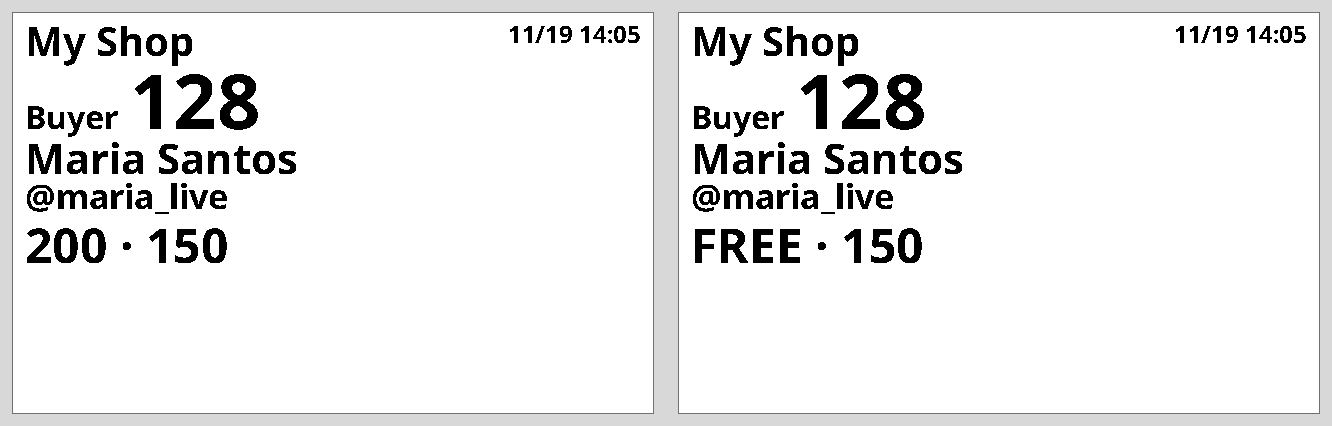 My Shop 11/19 14:05
Buyer 128
Maria Santos
@maria_live
200 · 150
My Shop 11/19 14:05
Buyer 128
Maria Santos
@maria_live
FREE · 150